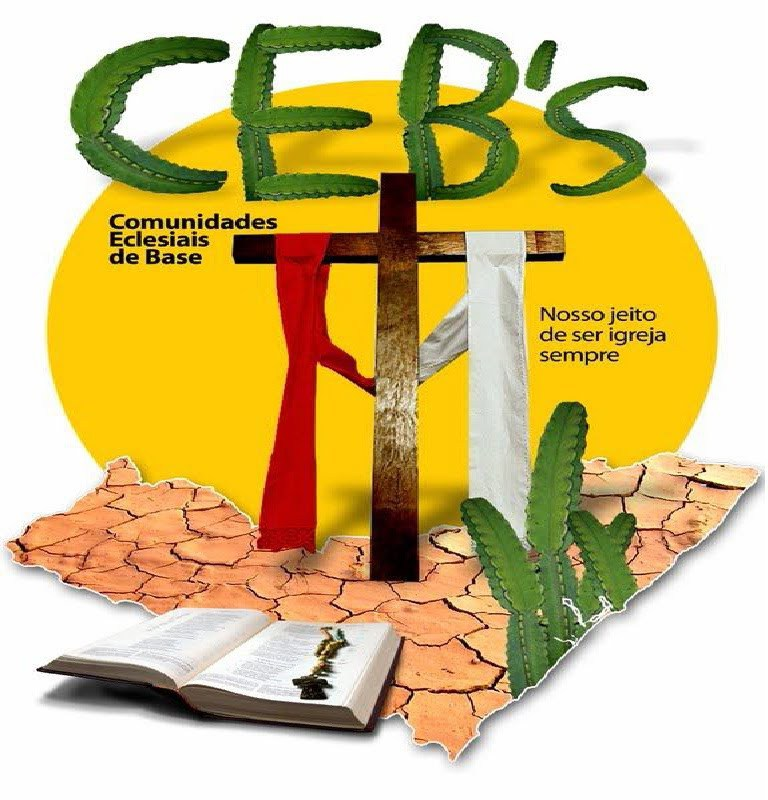 CEB's
Comunidades
Eclesiais
de Base
Nosso jeito
de ser igreja
sempre